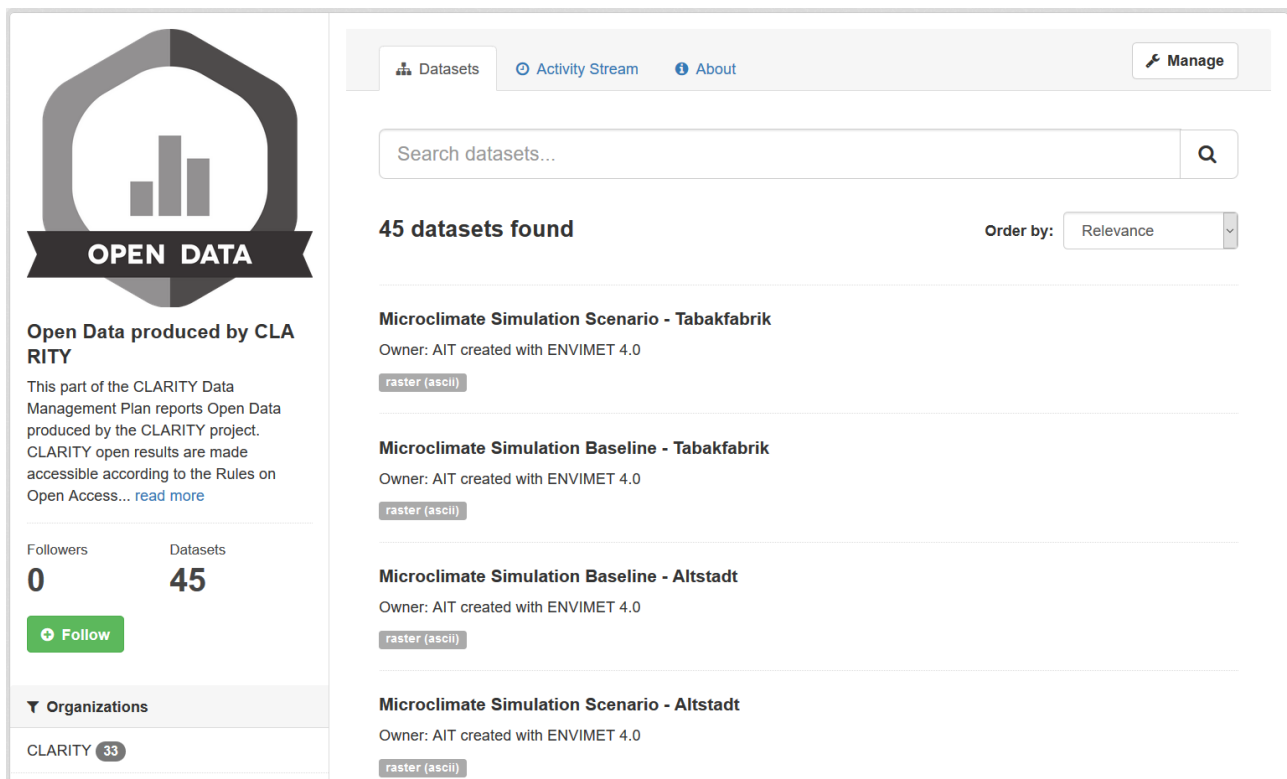 OPEN DATA
Open Data produced by CLA
RITY
This part of the CLARITY Data
Management Plan reports Open Data
produced by the CLARITY project.
CLARITY open results are made
accessible according to the Rules on
Open Access... read more
Followers
Datasets
0
45
Follow
Organizations
CLARITY 33
Datasets
Activity Stream
About
Manage
Search datasets...
45 datasets found
Order by:
Relevance
Microclimate Simulation Scenario - Tabakfabrik
Owner: AIT created with ENVIMET 4.0
raster (ascii)
Microclimate Simulation Baseline - Tabakfabrik
Owner: AIT created with ENVIMET 4.0
raster (ascii)
Microclimate Simulation Baseline - Altstadt
Owner: AIT created with ENVIMET 4.0
raster (ascii)
Microclimate Simulation Scenario - Altstadt
Owner: AIT created with ENVIMET 4.0
raster (ascii)